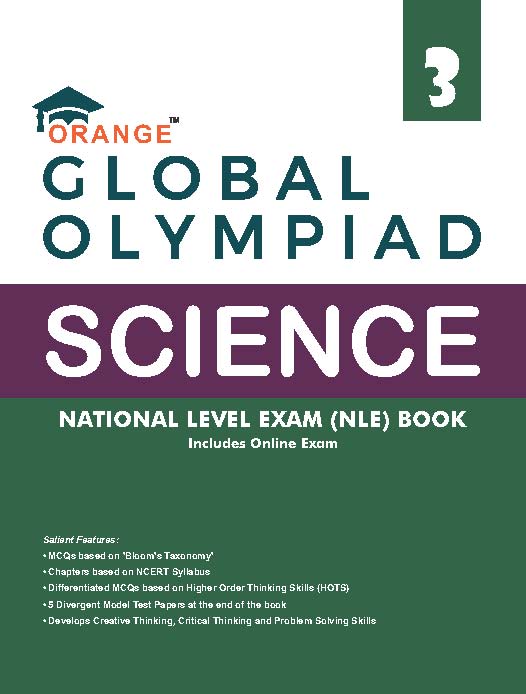 3
ORANGE™
GLOBAL
OLYMPIAD
SCIENCE
NATIONAL LEVEL EXAM (NLE) BOOK
Includes Online Exam
Salient Features:
• MCQs based on 'Bloom's Taxonomy'
• Chapters based on NCERT Syllabus
• Differentiated MCQs based on Higher Order Thinking Skills (HOTS)
• 5 Divergent Model Test Papers at the end of the book
• Develops Creative Thinking, Critical Thinking and Problem Solving Skills